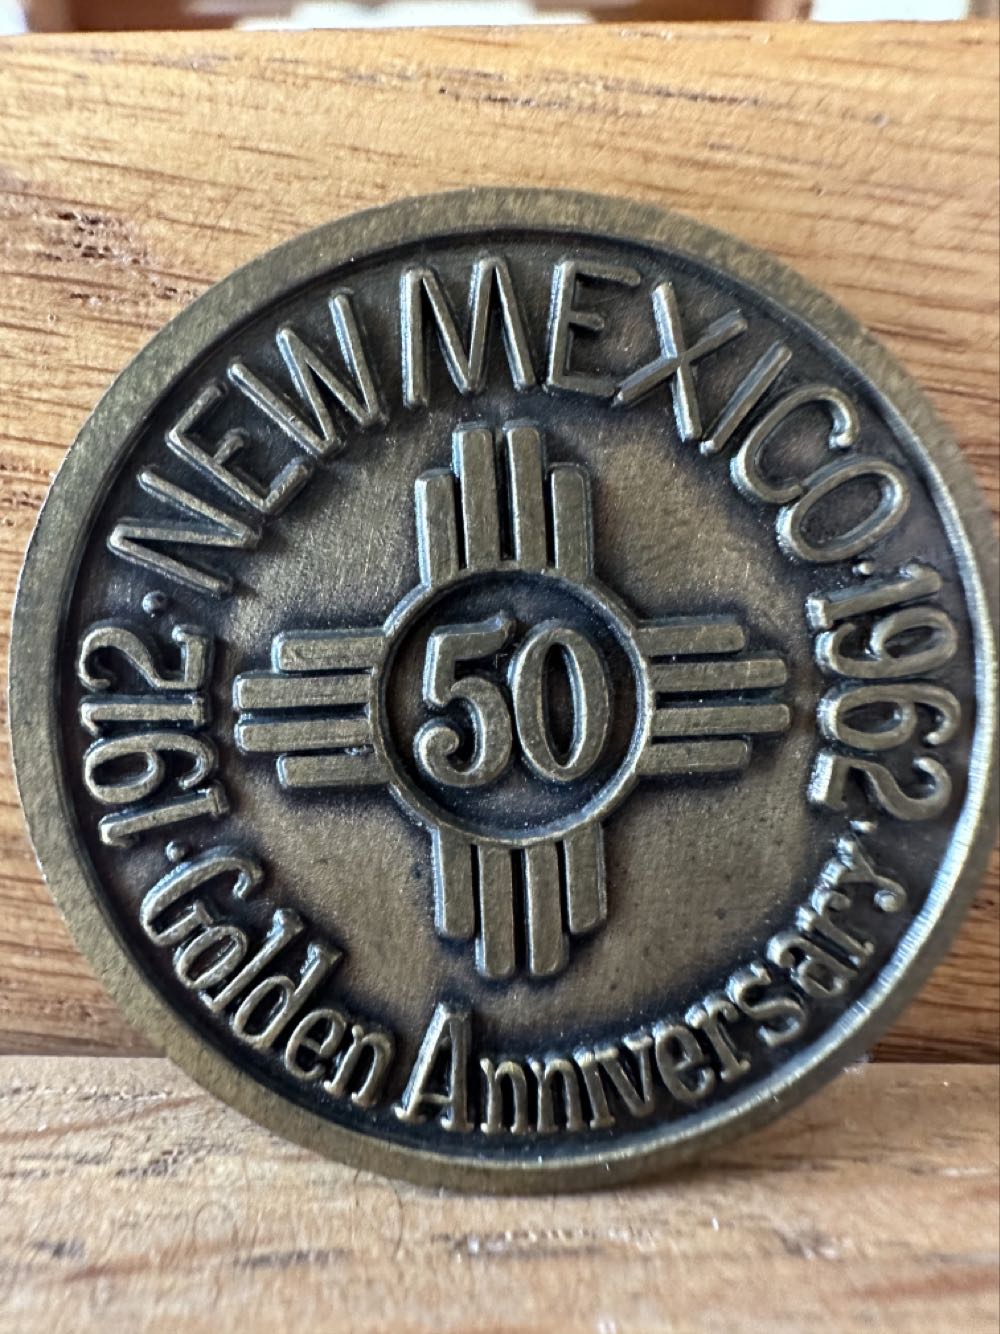 NEW MEXICO
1912 · · 1962
Golden Anniversary
50